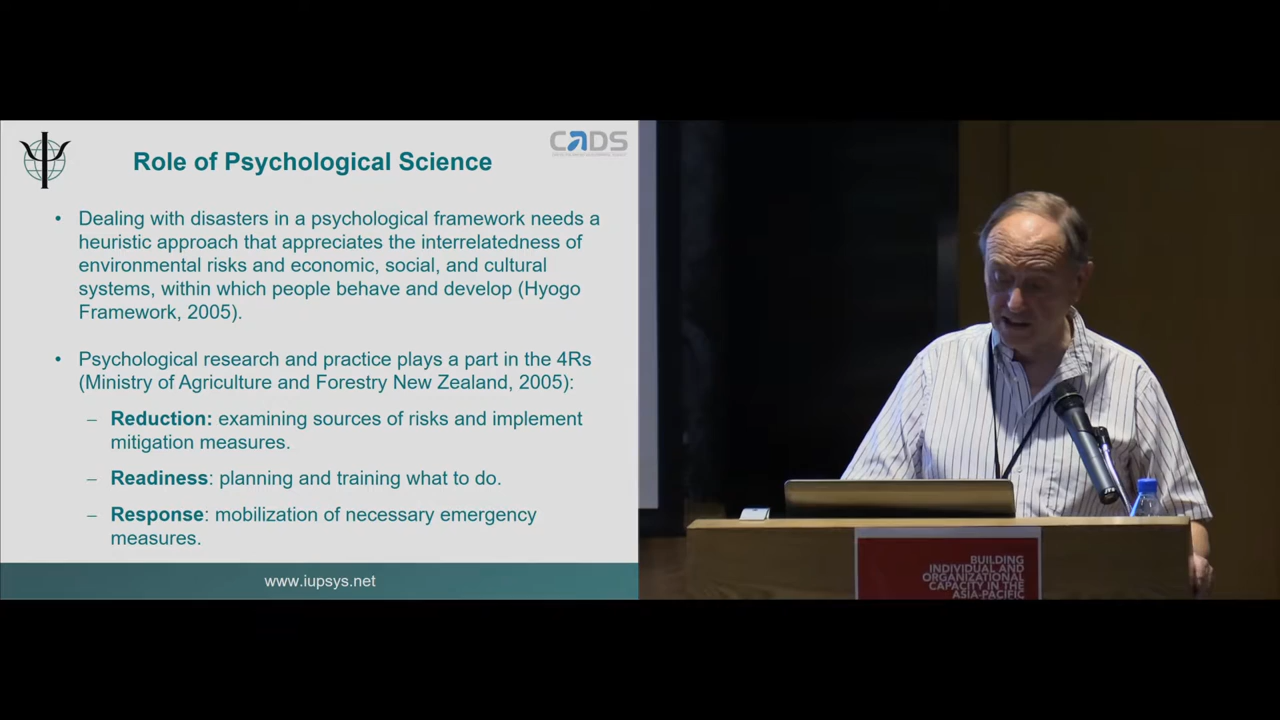 CADS
Role of Psychological Science
• Dealing with disasters in a psychological framework needs a
heuristic approach that appreciates the interrelatedness of
environmental risks and economic, social, and cultural
systems, within which people behave and develop (Hyogo
Framework, 2005).
• Psychological research and practice plays a part in the 4Rs
(Ministry of Agriculture and Forestry New Zealand, 2005):
– Reduction: examining sources of risks and implement
mitigation measures.
– Readiness: planning and training what to do.
– Response: mobilization of necessary emergency
measures.
www.iupsys.net
BUILDING
INDIVIDUAL AND
ORGANIZATIONAL
CAPACITY IN THE
ASIA-PACIFIC